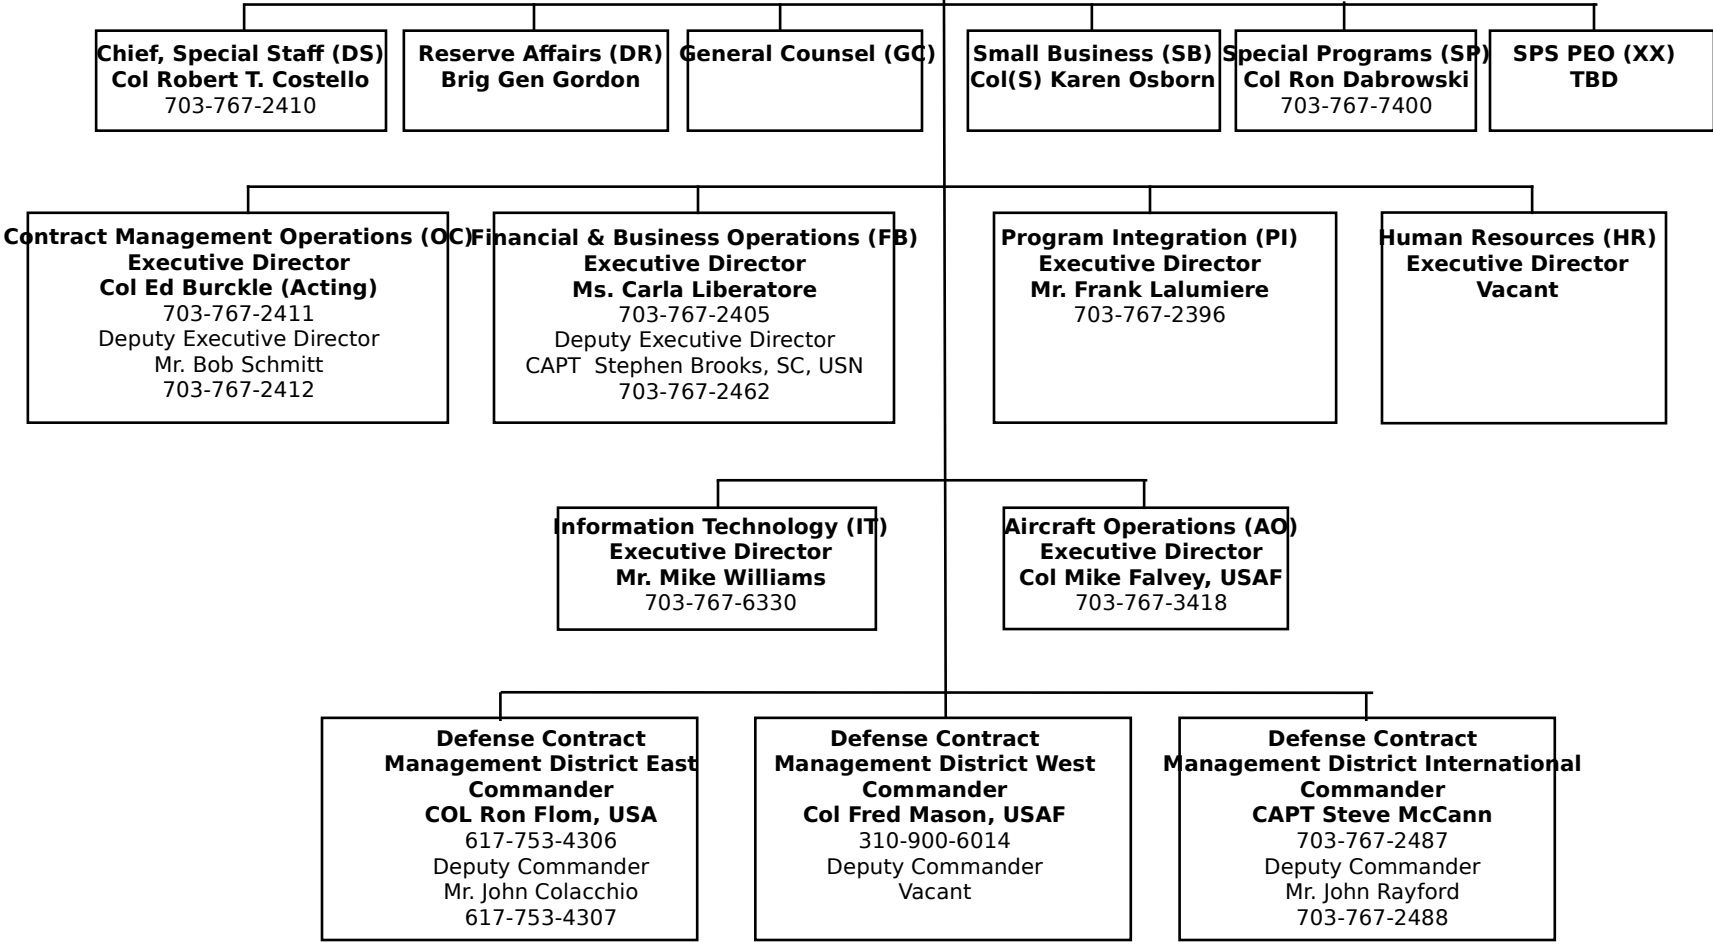 Chief, Special Staff (DS)
Col Robert T. Costello
703-767-2410
Reserve Affairs (DR)
Brig Gen Gordon
General Counsel (GC)
Small Business (SB)
Col(S) Karen Osborn
Special Programs (SP)
Col Ron Dabrowski
703-767-7400
SPS PEO (XX)
TBD
Contract Management Operations (OC)
Executive Director
Col Ed Burckle (Acting)
703-767-2411
Deputy Executive Director
Mr. Bob Schmitt
703-767-2412
Financial & Business Operations (FB)
Executive Director
Ms. Carla Liberatore
703-767-2405
Deputy Executive Director
CAPT  Stephen Brooks, SC, USN
703-767-2462
Program Integration (PI)
Executive Director
Mr. Frank Lalumiere
703-767-2396
Human Resources (HR)
Executive Director
Vacant
Information Technology (IT)
Executive Director
Mr. Mike Williams
703-767-6330
Aircraft Operations (AO)
Executive Director
Col Mike Falvey, USAF
703-767-3418
Defense Contract
Management District East
Commander
COL Ron Flom, USA
617-753-4306
Deputy Commander
Mr. John Colacchio
617-753-4307
Defense Contract
Management District West
Commander
Col Fred Mason, USAF
310-900-6014
Deputy Commander
Vacant
Defense Contract
Management District International
Commander
CAPT Steve McCann
703-767-2487
Deputy Commander
Mr. John Rayford
703-767-2488